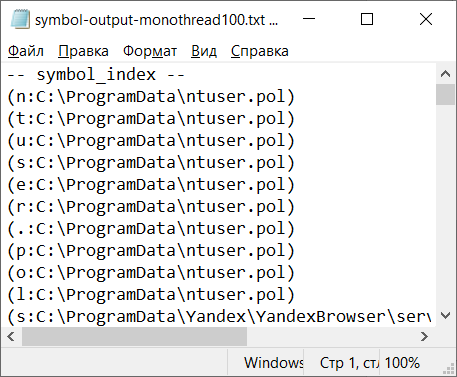 symbol-output-monothread100.txt ...
Файл Правка Формат Вид Справка
-- symbol_index --
(n:C:\ProgramData\ntuser.pol)
(t:C:\ProgramData\ntuser.pol)
(u:C:\ProgramData\ntuser.pol)
(s:C:\ProgramData\ntuser.pol)
(e:C:\ProgramData\ntuser.pol)
(r:C:\ProgramData\ntuser.pol)
(.:C:\ProgramData\ntuser.pol)
(p:C:\ProgramData\ntuser.pol)
(o:C:\ProgramData\ntuser.pol)
(l:C:\ProgramData\ntuser.pol)
(s:C:\ProgramData\Yandex\YandexBrowser\serv
Windows Стр 1, стл 100%